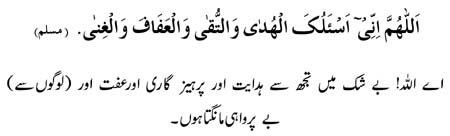 اَللّٰهُمَّ اِنِّیْٓ اَسْئَلُکَ الْهُدٰی وَالتُّقٰی وَالْعَفَافَ وَالْغِنٰی. (مسلم)
اے اللہ! بے شک میں تجھ سے ہدایت اور پرہیز گاری اور عفت اور (لوگوں سے)
بے پرواہی مانگتا ہوں۔